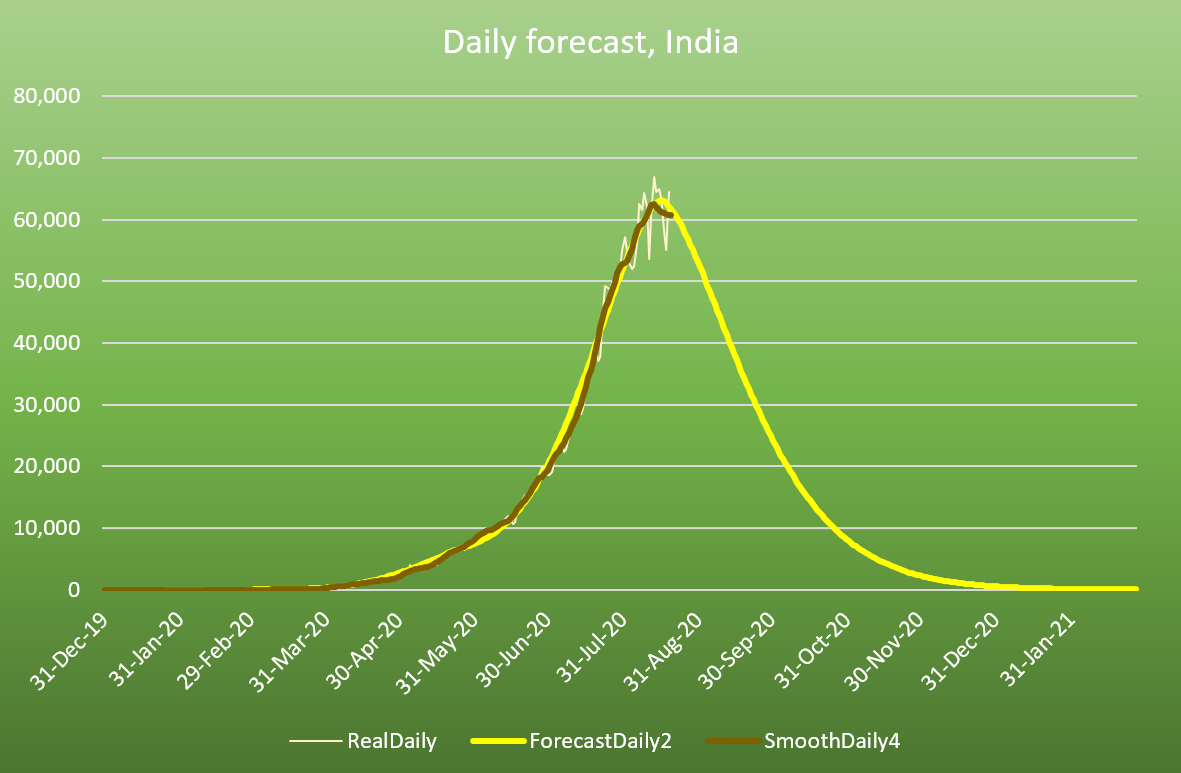 Daily forecast, India
80,000
70,000
60,000
50,000
40,000
30,000
20,000
10,000
0
31-Dec-19
31-Jan-20
29-Feb-20
31-Mar-20
30-Apr-20
31-May-20
30-Jun-20
31-Jul-20
31-Aug-20
30-Sep-20
31-Oct-20
30-Nov-20
31-Dec-20
31-Jan-21
RealDaily ForecastDaily2 SmoothDaily4